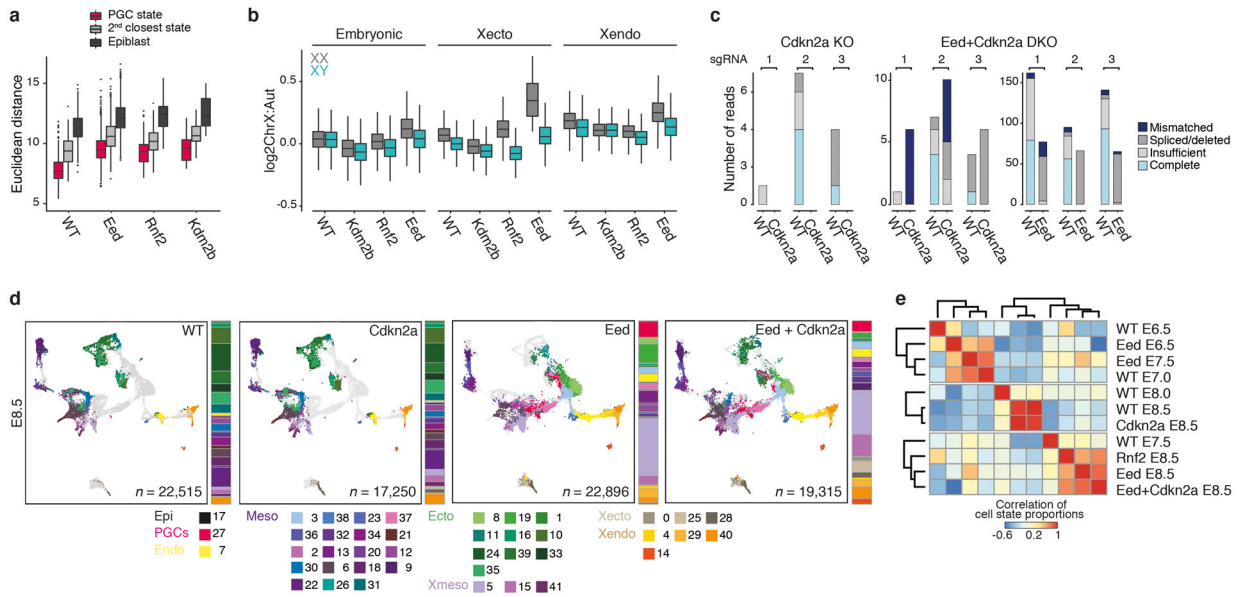 a
PGC state
2nd closest state
Epiblast
Euclidean distance
15
10
5
WT
Eed
Rnf2
Kdm2b
b
Embryonic
Xecto
Xendo
XX
XY
log2ChrX:Aut
0.5
0.0
-0.5
WT
Kdm2b
Rnf2
Eed
WT
Kdm2b
Rnf2
Eed
WT
Kdm2b
Rnf2
Eed
c
Cdkn2a KO
Eed+Cdkn2a DKO
sgRNA
1
2
3
1
2
3
1
2
3
Number of reads
6
3
0
10
5
0
150
100
50
0
WT
Cdkn2a
WT
Cdkn2a
WT
Cdkn2a
WT
Cdkn2a
WT
Cdkn2a
WT
Cdkn2a
WT
Eed
WT
Eed
WT
Eed
Mismatched
Spliced/deleted
Insufficient
Complete
d
E8.5
WT
n = 22,515
Cdkn2a
n = 17,250
Eed
n = 22,896
Eed + Cdkn2a
n = 19,315
Epi 17
PGCs 27
Endo 7
Meso 3 38 23 37
36 32 34 21
2 13 20 12
30 6 18 9
22 26 31
Ecto 8 19 1
11 16 10
24 39 33
35
Xmeso 5 15 41
Xecto 0 25 28
Xendo 4 29 40
14
e
WT E6.5
Eed E6.5
Eed E7.5
WT E7.0
WT E8.0
WT E8.5
Cdkn2a E8.5
WT E7.5
Rnf2 E8.5
Eed E8.5
Eed+Cdkn2a E8.5
Correlation of
cell state proportions
-0.6 0.2 1